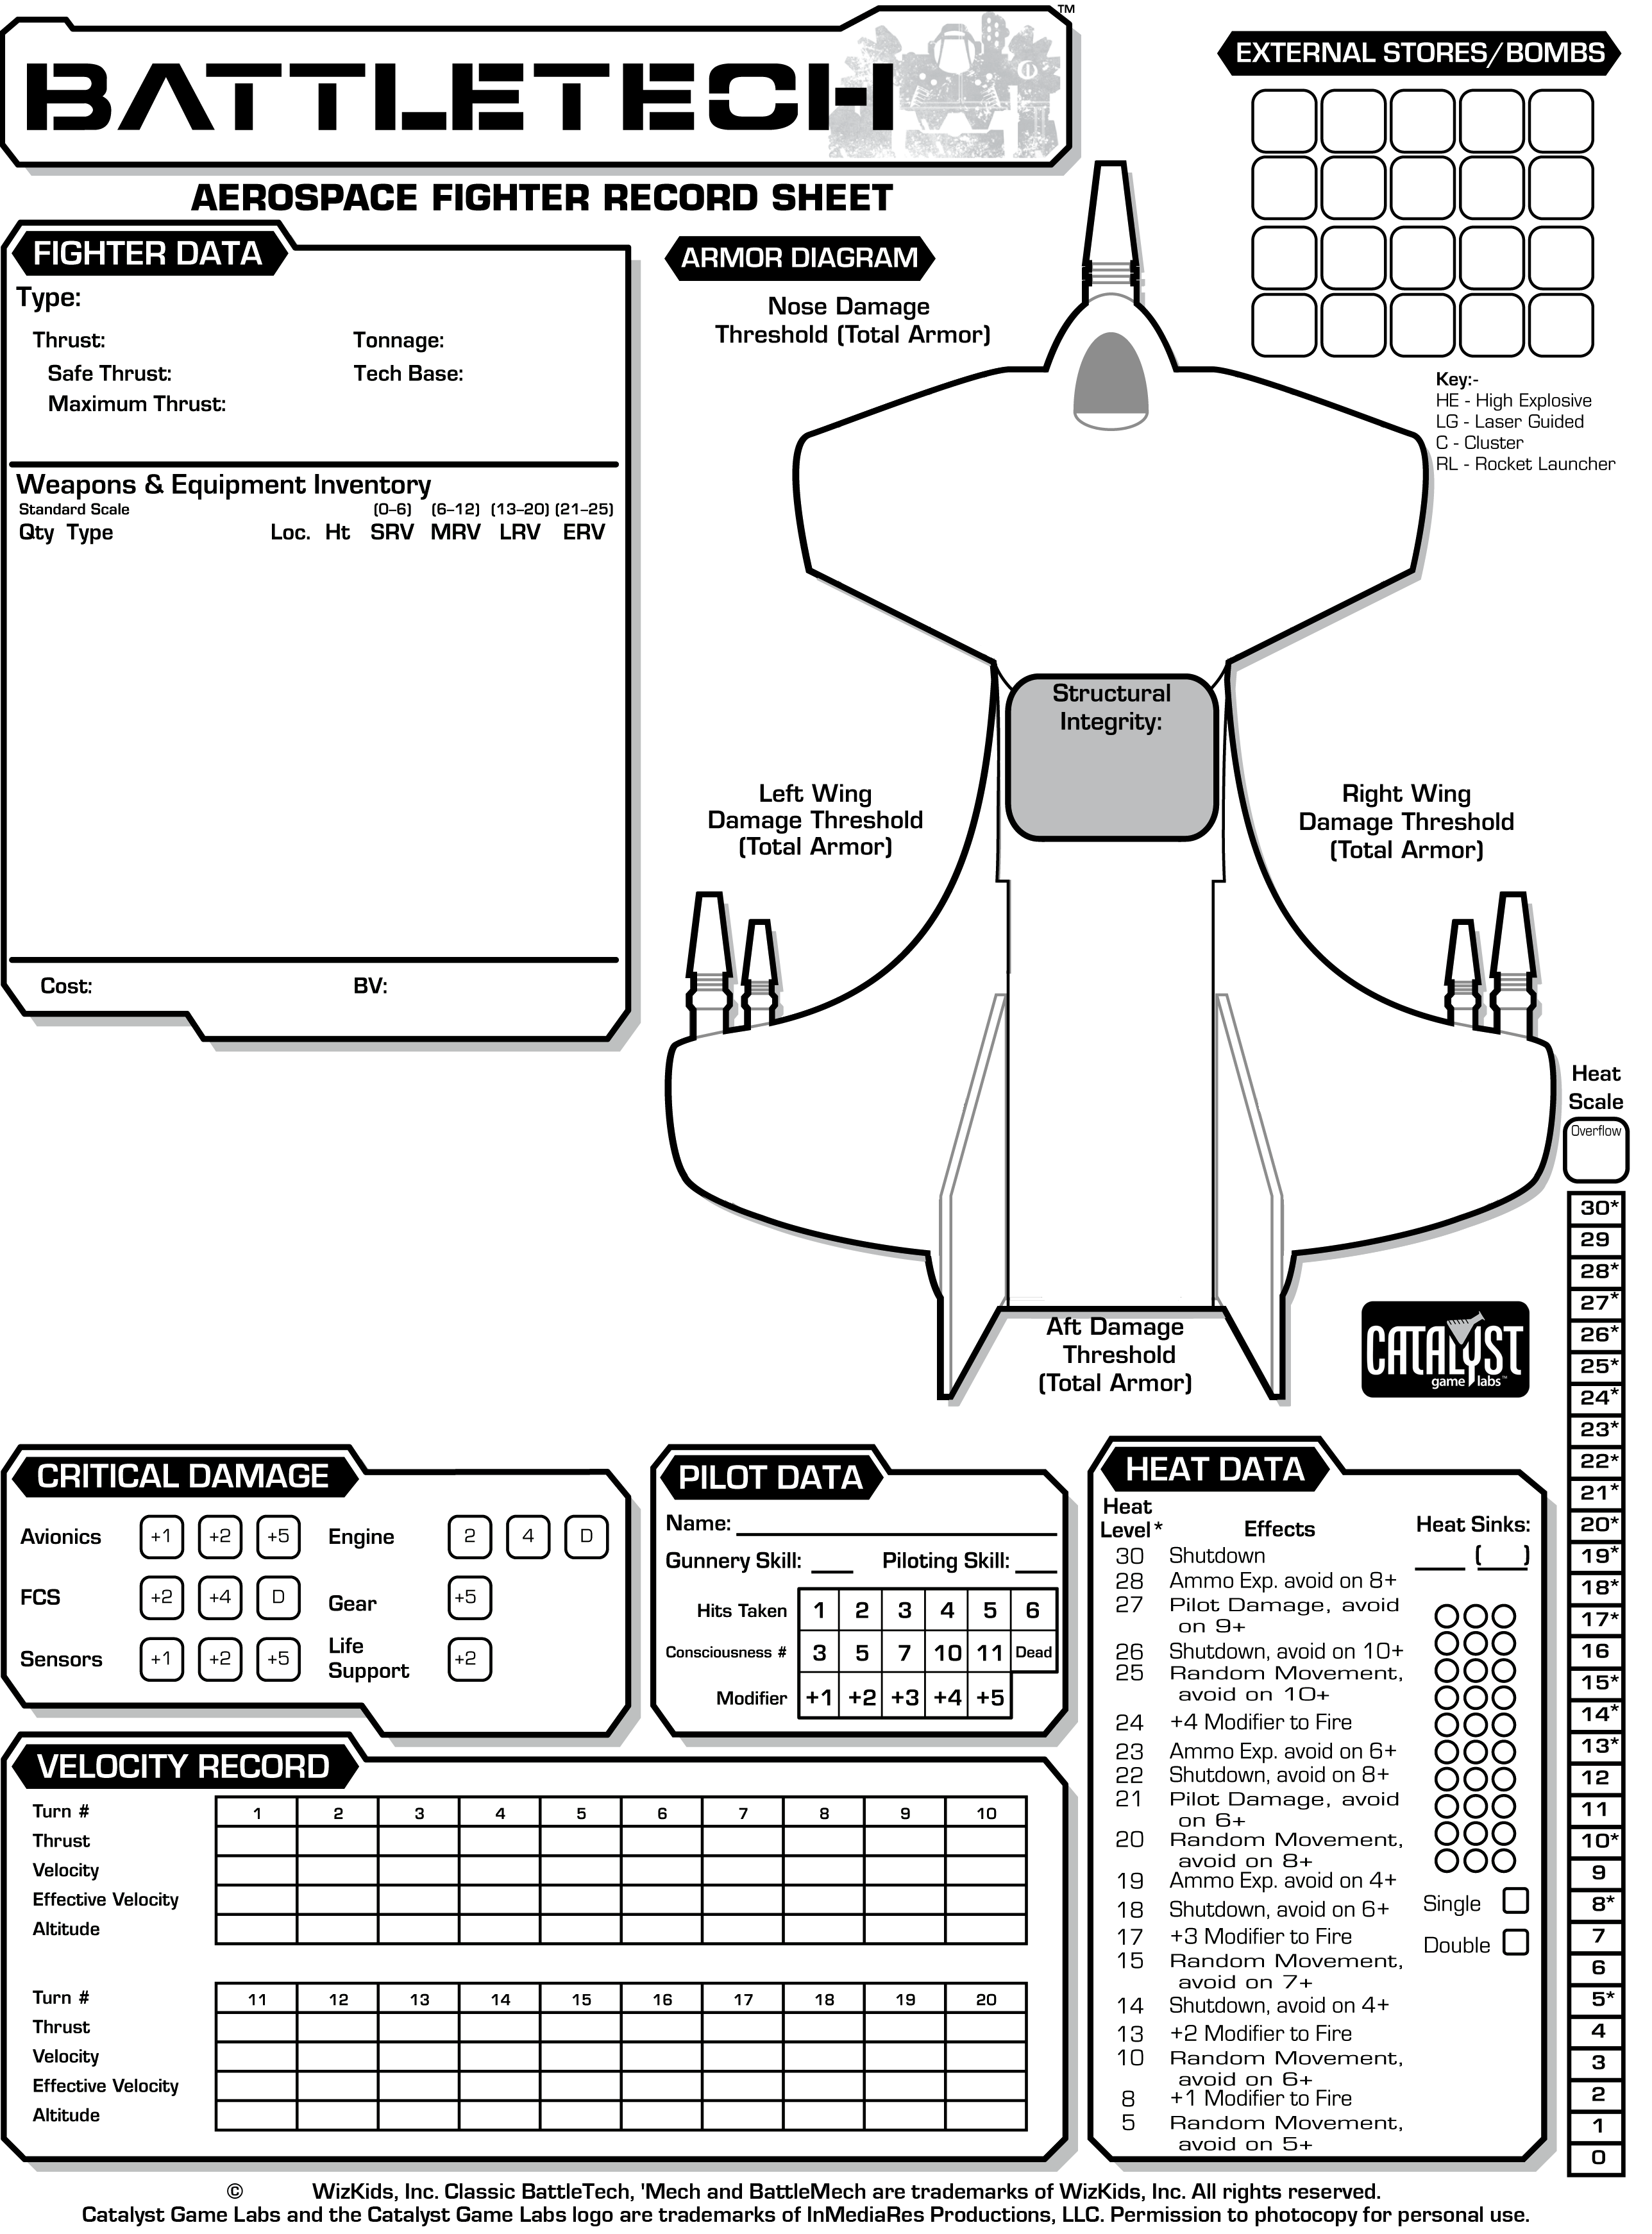 BATTLETECH
TM
AEROSPACE FIGHTER RECORD SHEET
EXTERNAL STORES/BOMBS
Key:-
HE - High Explosive
LG - Laser Guided
C - Cluster
RL - Rocket Launcher
FIGHTER DATA
Type:
Thrust: Tonnage:
Safe Thrust: Tech Base:
Maximum Thrust:
Weapons & Equipment Inventory
Standard Scale (0–6) (6–12) (13–20) (21–25)
Qty Type Loc. Ht SRV MRV LRV ERV
Cost: BV:
ARMOR DIAGRAM
Nose Damage
Threshold (Total Armor)
Structural
Integrity:
Left Wing
Damage Threshold
(Total Armor)
Right Wing
Damage Threshold
(Total Armor)
Aft Damage
Threshold
(Total Armor)
CATALYST
game labs™
Heat
Scale
Overflow
30*
29
28*
27*
26*
25*
24*
23*
22*
21*
20*
19*
18*
17*
16
15*
14*
13*
12
11
10*
9
8*
7
6
5*
4
3
2
1
0
CRITICAL DAMAGE
Avionics +1 +2 +5 Engine 2 4 D
FCS +2 +4 D Gear +5
Sensors +1 +2 +5 Life
Support +2
PILOT DATA
Name:
Gunnery Skill: Piloting Skill:
Hits Taken 1 2 3 4 5 6
Consciousness # 3 5 7 10 11 Dead
Modifier +1 +2 +3 +4 +5
HEAT DATA
Heat
Level* Effects Heat Sinks:
30 Shutdown ( )
28 Ammo Exp. avoid on 8+
27 Pilot Damage, avoid
on 9+
26 Shutdown, avoid on 10+
25 Random Movement,
avoid on 10+
24 +4 Modifier to Fire
23 Ammo Exp. avoid on 6+
22 Shutdown, avoid on 8+
21 Pilot Damage, avoid
on 6+
20 Random Movement,
avoid on 8+
19 Ammo Exp. avoid on 4+
18 Shutdown, avoid on 6+
17 +3 Modifier to Fire
15 Random Movement,
avoid on 7+
14 Shutdown, avoid on 4+
13 +2 Modifier to Fire
10 Random Movement,
avoid on 6+
8 +1 Modifier to Fire
5 Random Movement,
avoid on 5+
Single
Double
VELOCITY RECORD
Turn # 1 2 3 4 5 6 7 8 9 10
Thrust
Velocity
Effective Velocity
Altitude
Turn # 11 12 13 14 15 16 17 18 19 20
Thrust
Velocity
Effective Velocity
Altitude
© WizKids, Inc. Classic BattleTech, 'Mech and BattleMech are trademarks of WizKids, Inc. All rights reserved.
Catalyst Game Labs and the Catalyst Game Labs logo are trademarks of InMediaRes Productions, LLC. Permission to photocopy for personal use.